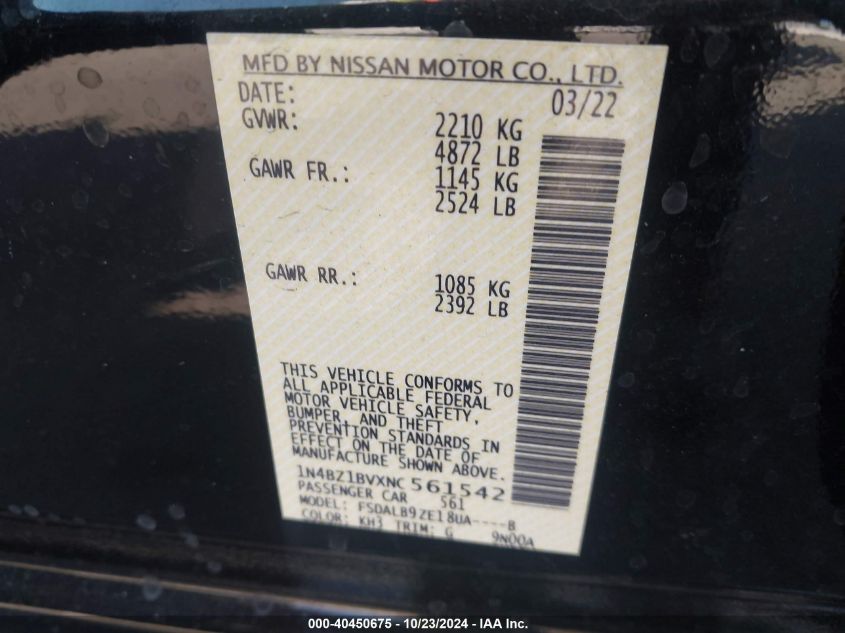 MFD BY NISSAN MOTOR CO., LTD.
DATE: 03/22
GVWR: 2210 KG
4872 LB
GAWR FR.: 1145 KG
2524 LB
GAWR RR.: 1085 KG
2392 LB
THIS VEHICLE CONFORMS TO
ALL APPLICABLE FEDERAL
MOTOR VEHICLE SAFETY,
BUMPER, AND THEFT
PREVENTION STANDARDS IN
EFFECT ON THE DATE OF
MANUFACTURE SHOWN ABOVE.
1N4BZ1BVXNC561542
PASSENGER CAR 561
MODEL: FSDALB9ZE18UA----B
COLOR: KH3 TRIM: G 9N00A
000-40450675 - 10/23/2024 - IAA Inc.